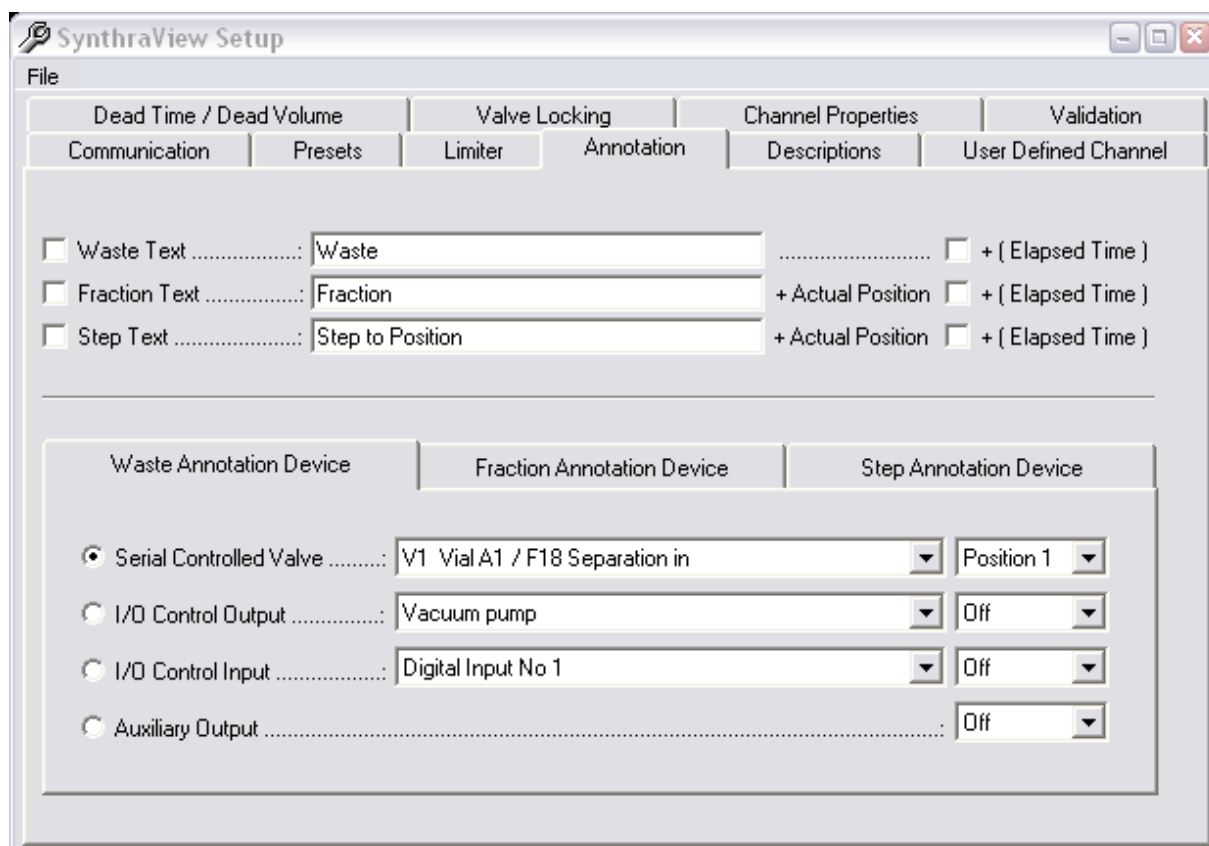 SynthraView Setup
File
Dead Time / Dead Volume Valve Locking Channel Properties Validation
Communication Presets Limiter Annotation Descriptions User Defined Channel
Waste Text ..................: Waste ......................... + ( Elapsed Time )
Fraction Text ...............: Fraction + Actual Position + ( Elapsed Time )
Step Text ....................: Step to Position + Actual Position + ( Elapsed Time )
Waste Annotation Device Fraction Annotation Device Step Annotation Device
Serial Controlled Valve .........: V1 Vial A1 / F18 Separation in Position 1
I/O Control Output ...............: Vacuum pump Off
I/O Control Input ..................: Digital Input No 1 Off
Auxiliary Output ....................................................................................................................: Off